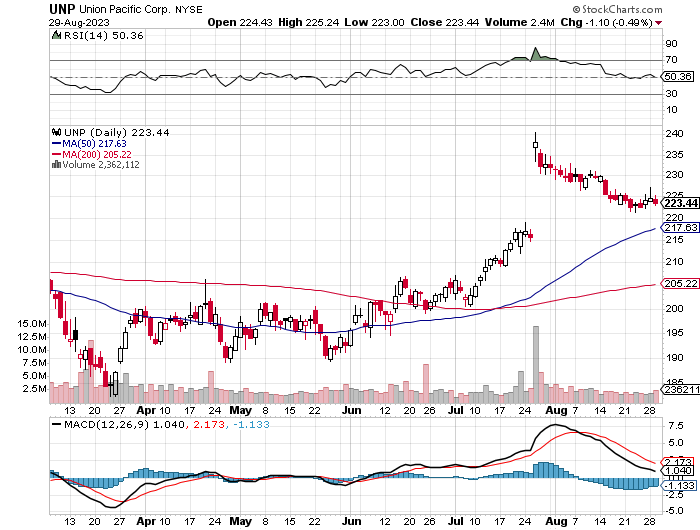 UNP Union Pacific Corp. NYSE © StockCharts.com
29-Aug-2023 Open 224.43 High 225.24 Low 223.00 Close 223.44 Volume 2.4M Chg -1.10 (-0.49%)
RSI(14) 50.36
90
70
50.36
30
10
UNP (Daily) 223.44
MA(50) 217.63
MA(200) 205.22
Volume 2,362,112
240
235
230
225
223.44
220
217.63
215
210
205.22
200
195
190
185
15.0M
12.5M
10.0M
7.5M
5.0M
2.5M
2362112
13 20 27 Apr 10 17 24 May 8 15 22 Jun 12 20 26 Jul 10 17 24 Aug 7 14 21 28
MACD(12,26,9) 1.040, 2.173, -1.133
7.5
5.0
2.173
1.040
-1.133
-2.5
-5.0
13 20 27 Apr 10 17 24 May 8 15 22 Jun 12 20 26 Jul 10 17 24 Aug 7 14 21 28